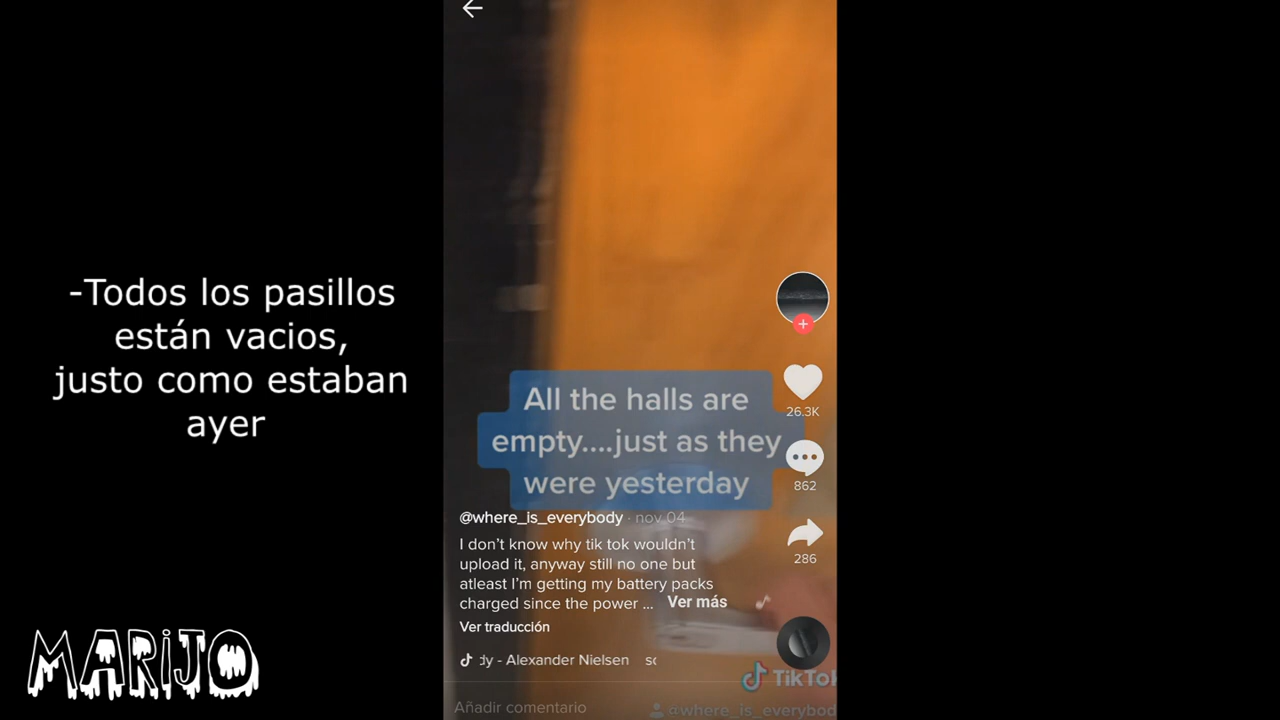 -Todos los pasillos
están vacios,
justo como estaban
ayer
MARiJO
All the halls are
empty....just as they
were yesterday
26.3K
862
286
@where_is_everybody · nov 04
I don't know why tik tok wouldn't
upload it, anyway still no one but
atleast I'm getting my battery packs
charged since the power ... Ver más
Ver traducción
dy - Alexander Nielsen so
TikTok
Añadir comentario
@where_is_everybod